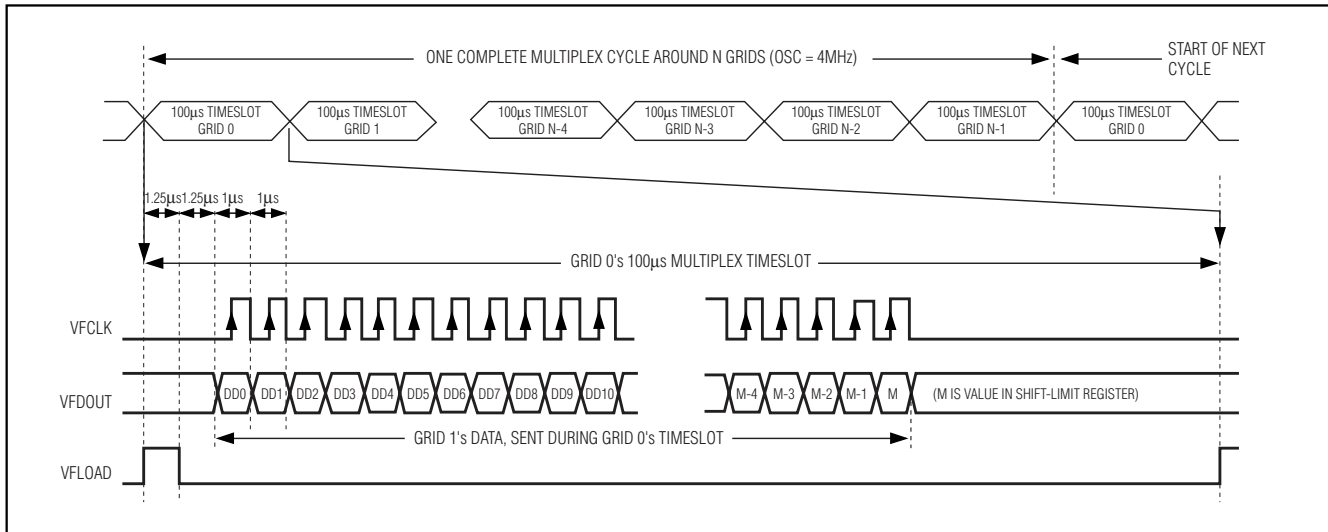 ONE COMPLETE MULTIPLEX CYCLE AROUND N GRIDS (OSC = 4MHz)
START OF NEXT
CYCLE
100µs TIMESLOT
GRID 0
100µs TIMESLOT
GRID 1
100µs TIMESLOT
GRID N-4
100µs TIMESLOT
GRID N-3
100µs TIMESLOT
GRID N-2
100µs TIMESLOT
GRID N-1
100µs TIMESLOT
GRID 0
1.25µs 1.25µs 1µs 1µs
GRID 0's 100µs MULTIPLEX TIMESLOT
VFCLK
VFDOUT DD0 DD1 DD2 DD3 DD4 DD5 DD6 DD7 DD8 DD9 DD10 M-4 M-3 M-2 M-1 M (M IS VALUE IN SHIFT-LIMIT REGISTER)
GRID 1's DATA, SENT DURING GRID 0's TIMESLOT
VFLOAD